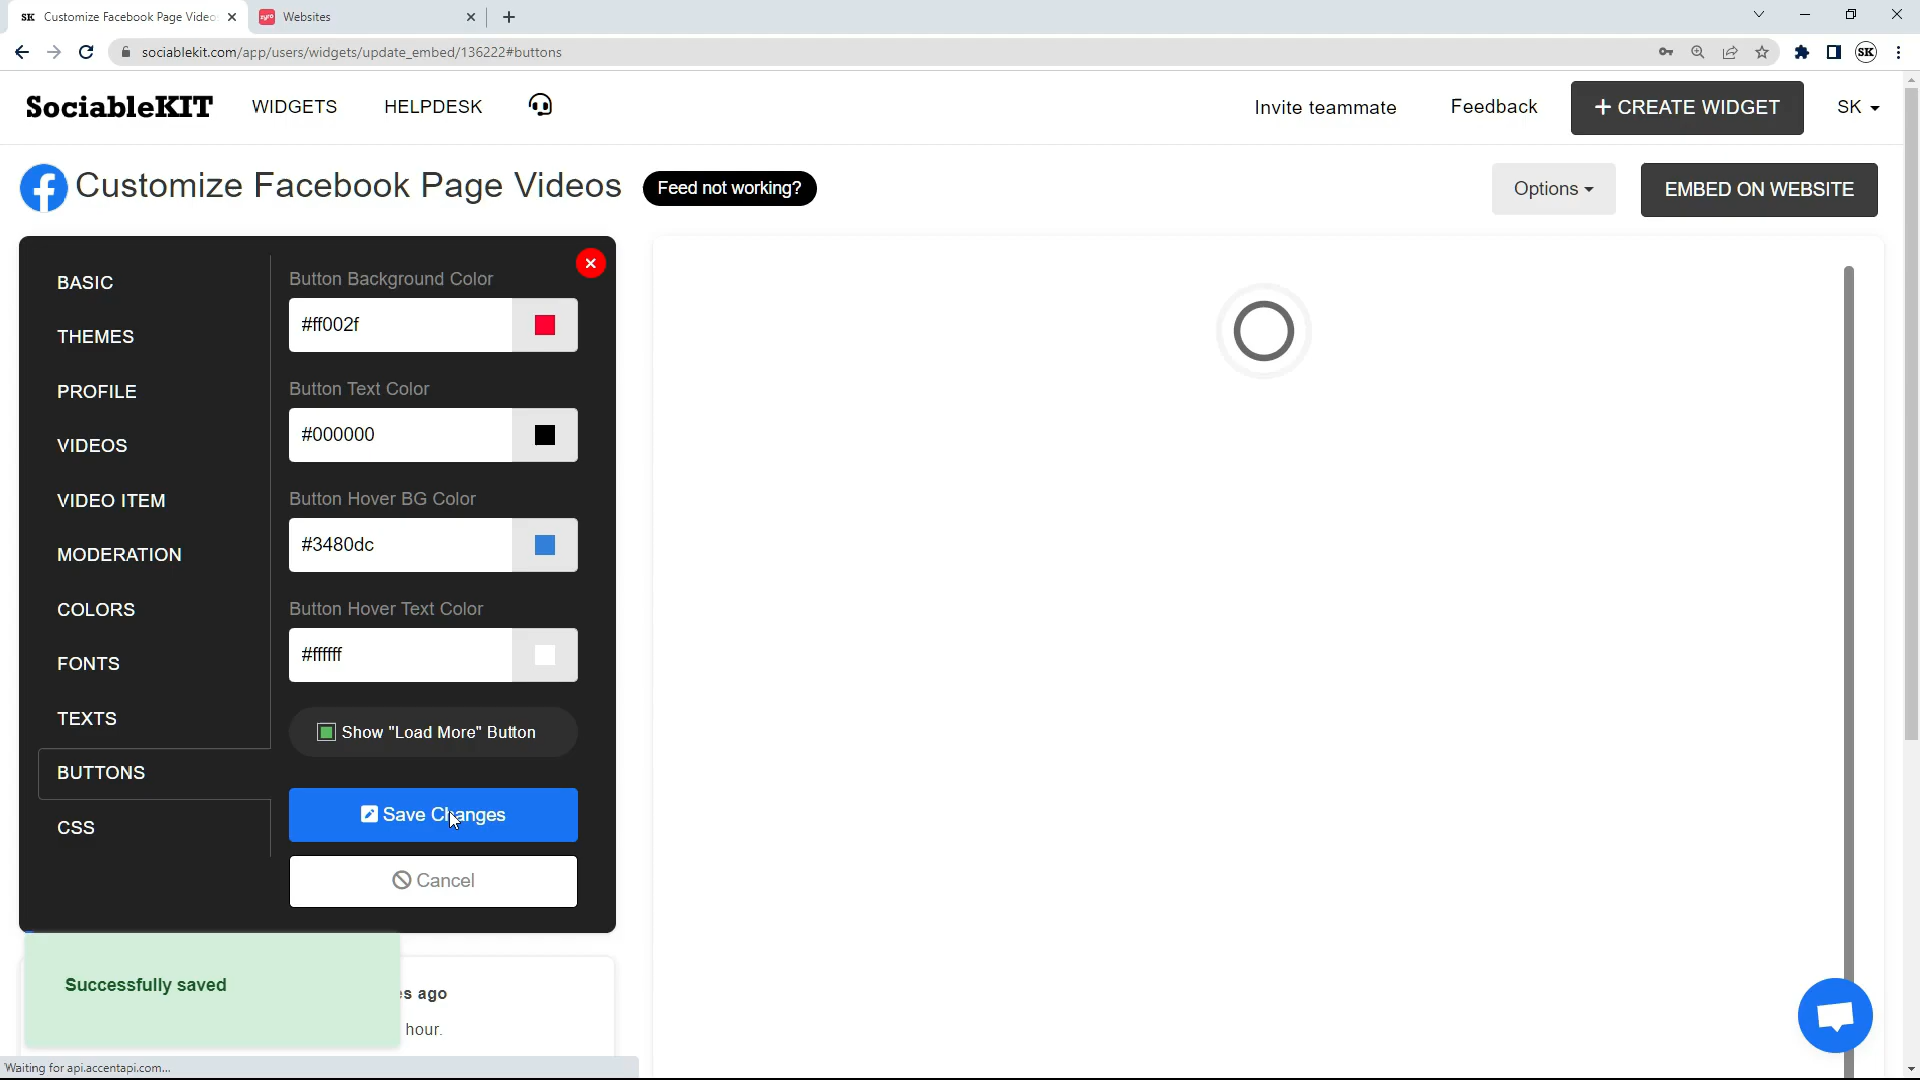 SK Customize Facebook Page Video
zyro Websites
sociablekit.com/app/users/widgets/update_embed/136222#buttons
SK
SociableKIT
WIDGETS
HELPDESK
Invite teammate
Feedback
+ CREATE WIDGET
SK
Customize Facebook Page Videos
Feed not working?
Options
EMBED ON WEBSITE
BASIC
THEMES
PROFILE
VIDEOS
VIDEO ITEM
MODERATION
COLORS
FONTS
TEXTS
BUTTONS
CSS
Button Background Color
#ff002f
Button Text Color
#000000
Button Hover BG Color
#3480dc
Button Hover Text Color
#ffffff
Show "Load More" Button
Save Changes
Cancel
Successfully saved
ago
hour.
Waiting for api.accentapi.com...